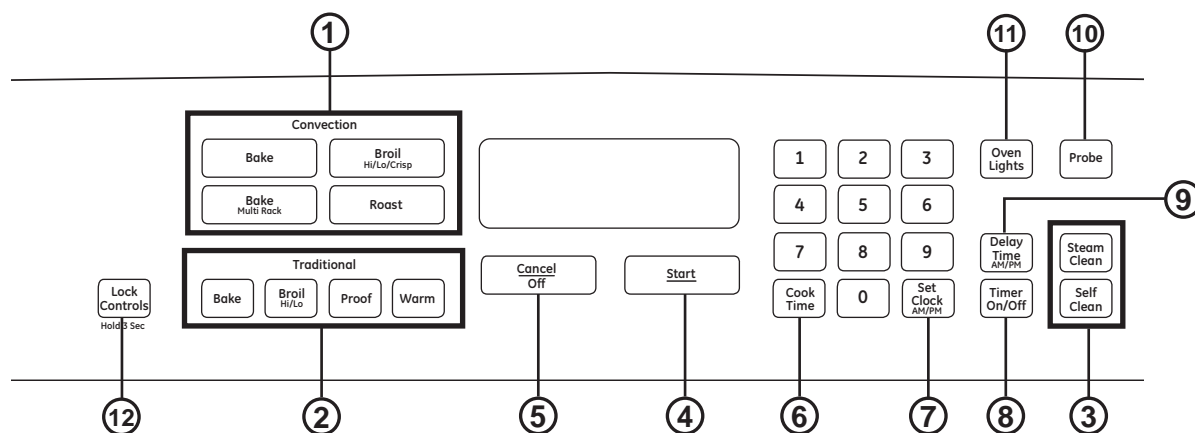 1
11
10
Convection
Bake
Broil
Hi/Lo/Crisp
Bake
Multi Rack
Roast
1
2
3
4
5
6
7
8
9
0
Oven
Lights
Probe
9
Delay
Time
AM/PM
Steam
Clean
Traditional
Bake
Broil
Hi/Lo
Proof
Warm
Cancel
Off
Start
Lock
Controls
Hold 3 Sec
Cook
Time
Set
Clock
AM/PM
Timer
On/Off
Self
Clean
12
2
5
4
6
7
8
3